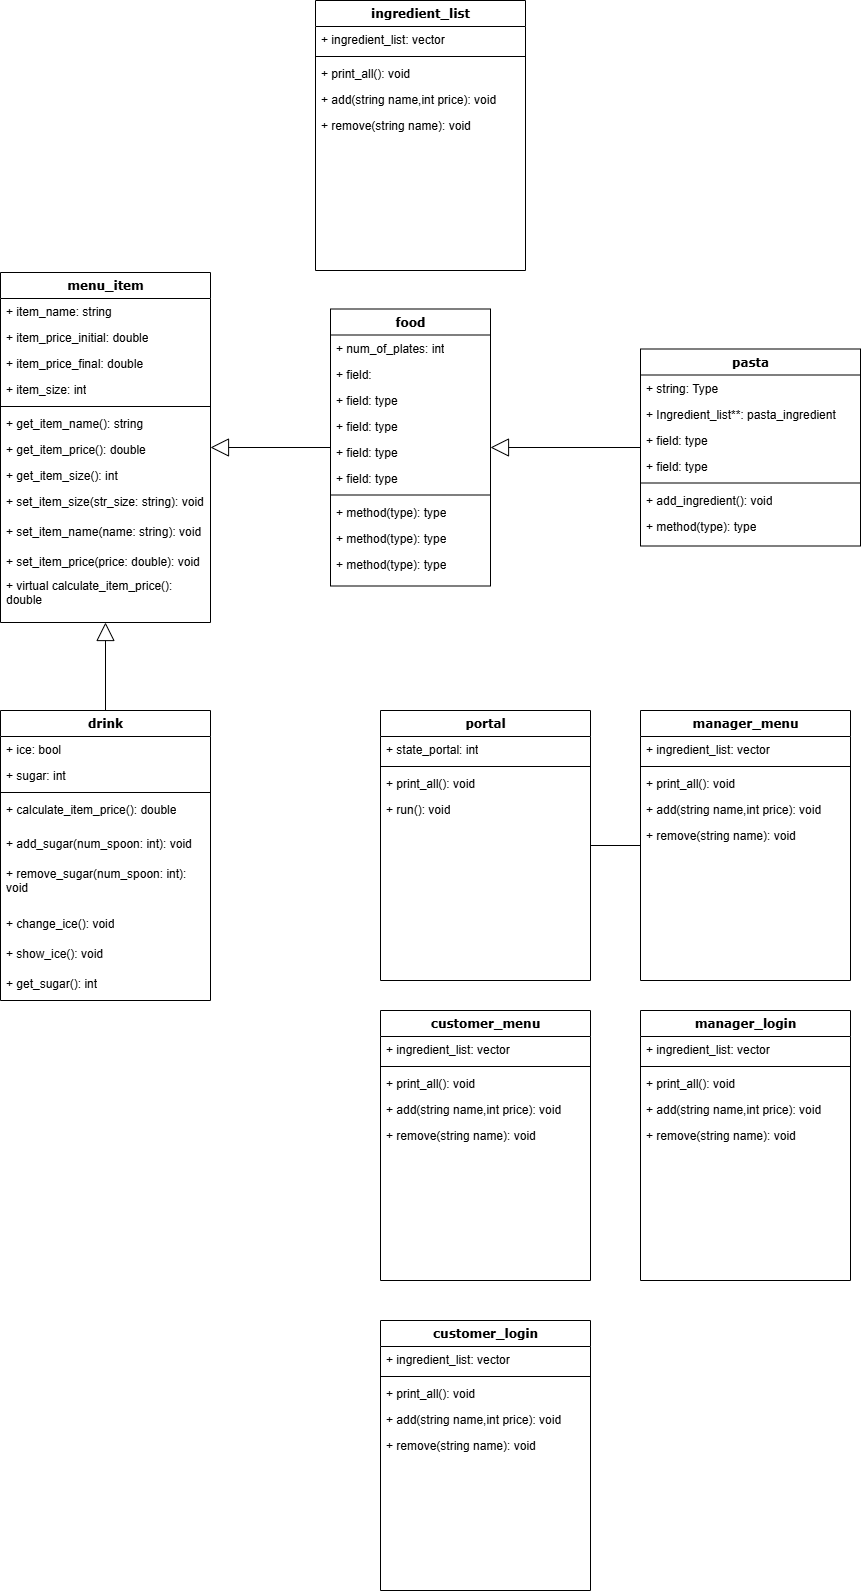 ingredient_list
+ ingredient_list: vector
+ print_all(): void
+ add(string name,int price): void
+ remove(string name): void
menu_item
+ item_name: string
+ item_price_initial: double
+ item_price_final: double
+ item_size: int
+ get_item_name(): string
+ get_item_price(): double
+ get_item_size(): int
+ set_item_size(str_size: string): void
+ set_item_name(name: string): void
+ set_item_price(price: double): void
+ virtual calculate_item_price():
double
food
+ num_of_plates: int
+ field:
+ field: type
+ field: type
+ field: type
+ field: type
+ method(type): type
+ method(type): type
+ method(type): type
pasta
+ string: Type
+ Ingredient_list**: pasta_ingredient
+ field: type
+ field: type
+ add_ingredient(): void
+ method(type): type
drink
+ ice: bool
+ sugar: int
+ calculate_item_price(): double
+ add_sugar(num_spoon: int): void
+ remove_sugar(num_spoon: int):
void
+ change_ice(): void
+ show_ice(): void
+ get_sugar(): int
portal
+ state_portal: int
+ print_all(): void
+ run(): void
manager_menu
+ ingredient_list: vector
+ print_all(): void
+ add(string name,int price): void
+ remove(string name): void
customer_menu
+ ingredient_list: vector
+ print_all(): void
+ add(string name,int price): void
+ remove(string name): void
manager_login
+ ingredient_list: vector
+ print_all(): void
+ add(string name,int price): void
+ remove(string name): void
customer_login
+ ingredient_list: vector
+ print_all(): void
+ add(string name,int price): void
+ remove(string name): void